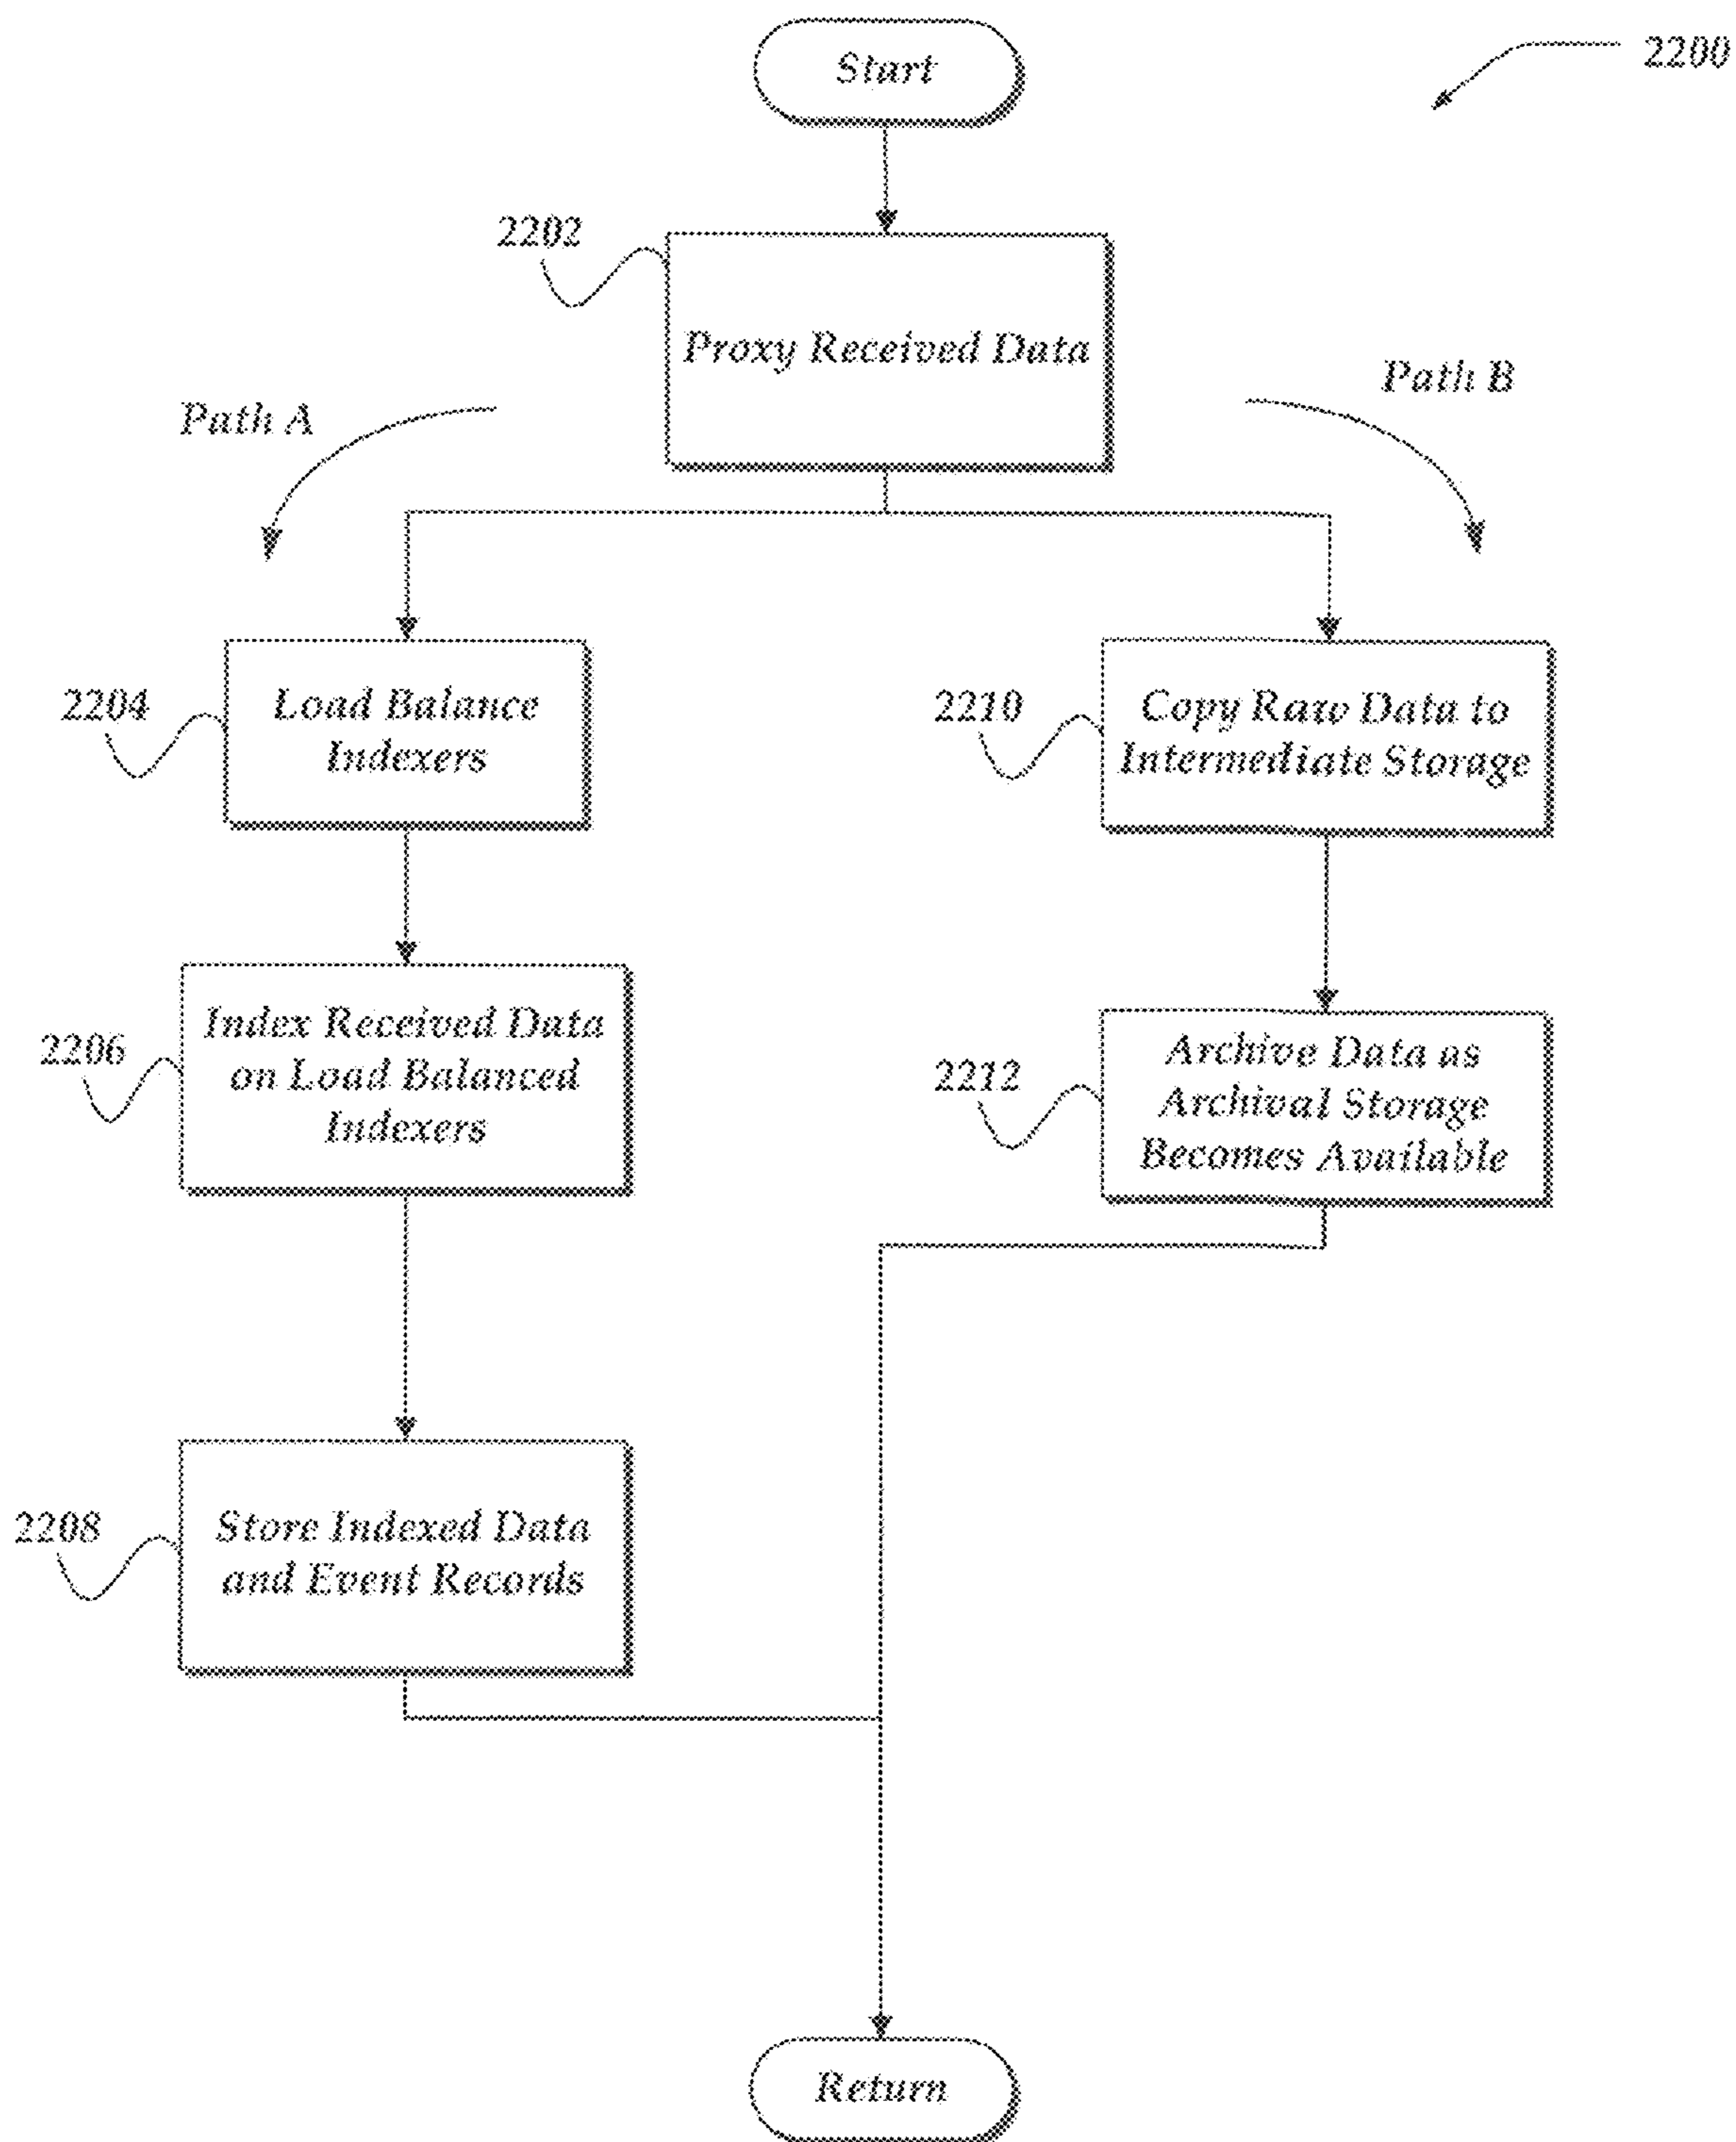 Start
2200
2202
Proxy Received Data
Path A
Path B
2204
Load Balance
Indexers
2210
Copy Raw Data to
Intermediate Storage
2206
Index Received Data
on Load Balanced
Indexers
2212
Archive Data as
Archival Storage
Becomes Available
2208
Store Indexed Data
and Event Records
Return